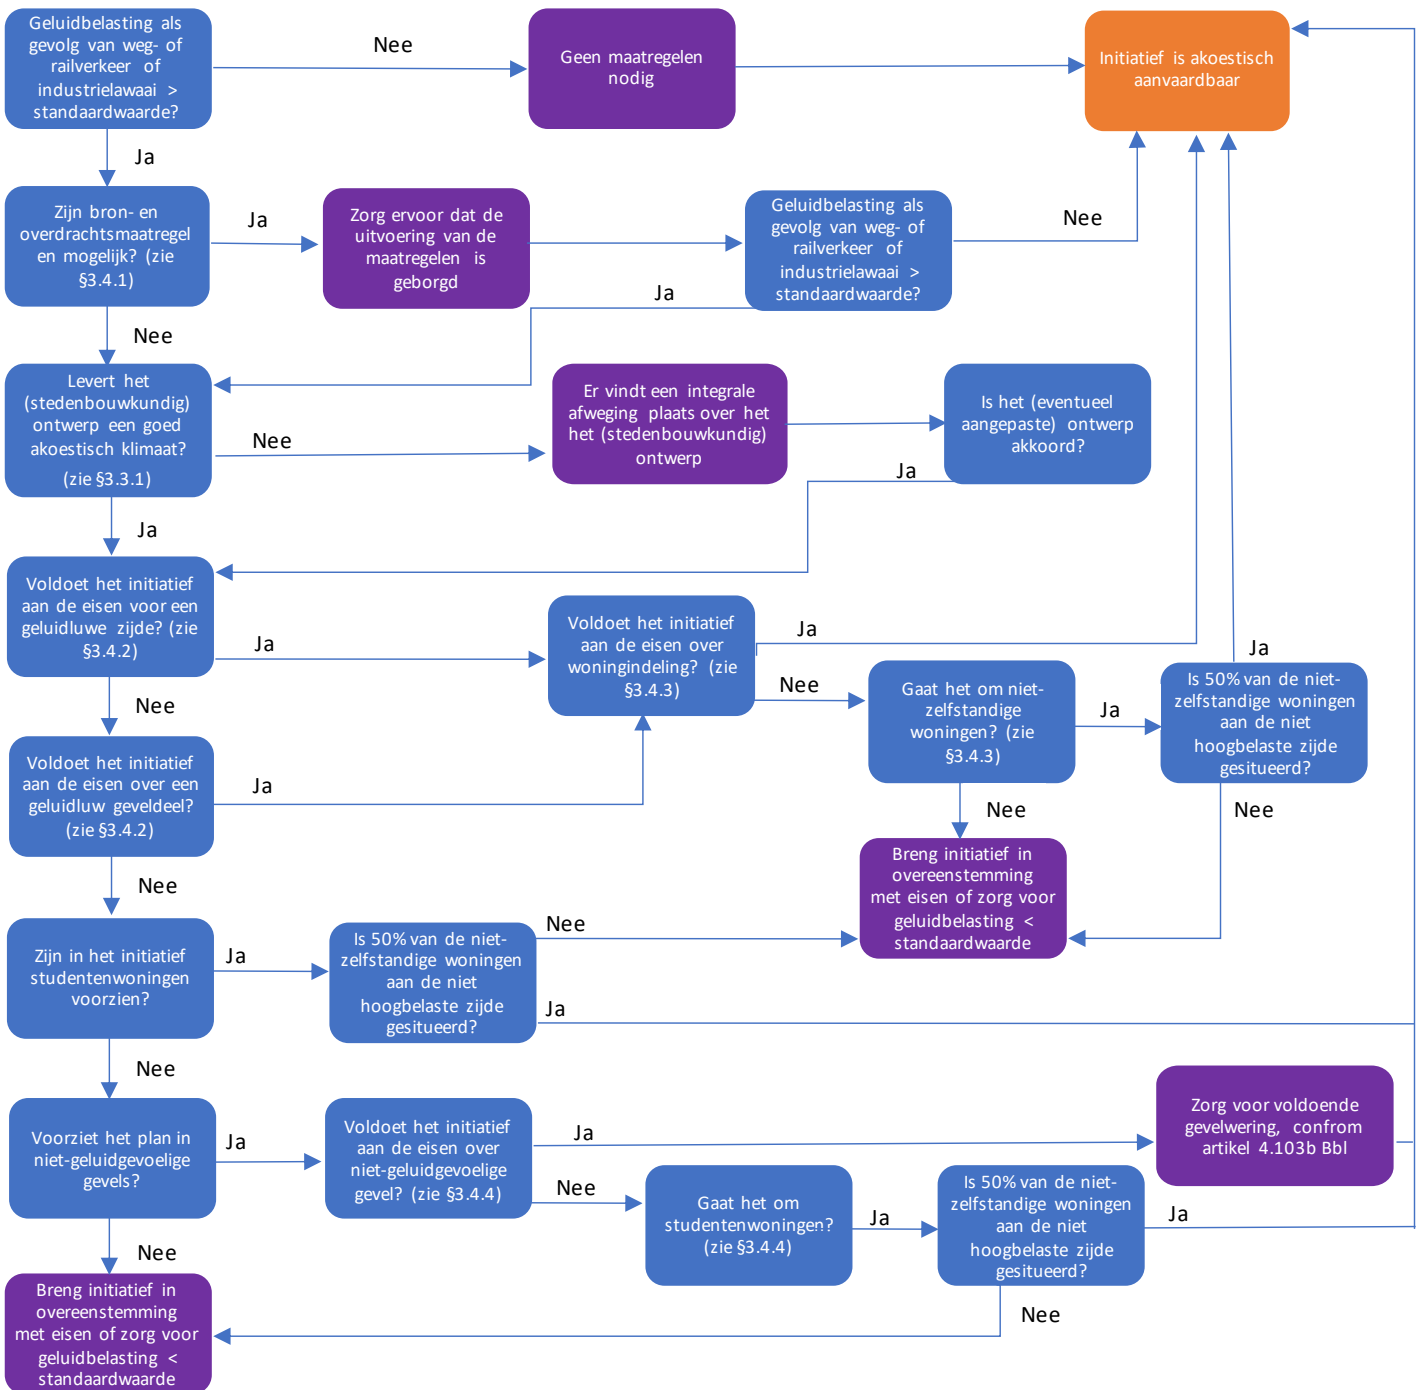 Geluidbelasting als
gevolg van weg- of
railverkeer of
industrielawaai >
standaardwaarde?
Nee
Geen maatregelen
nodig
Initiatief is akoestisch
aanvaardbaar
Ja
Zijn bron- en
overdrachtsmaatregel
en mogelijk? (zie
§3.4.1)
Ja
Zorg ervoor dat de
uitvoering van de
maatregelen is
geborgd
Geluidbelasting als
gevolg van weg- of
railverkeer of
industrielawaai >
standaardwaarde?
Nee
Ja
Nee
Levert het
(stedenbouwkundig)
ontwerp een goed
akoestisch klimaat?
(zie §3.3.1)
Nee
Er vindt een integrale
afweging plaats over het
het (stedenbouwkundig)
ontwerp
Is het (eventueel
aangepaste) ontwerp
akkoord?
Ja
Ja
Voldoet het initiatief
aan de eisen voor een
geluidluwe zijde? (zie
§3.4.2)
Ja
Voldoet het initiatief
aan de eisen over
woningindeling? (zie
§3.4.3)
Ja
Nee
Gaat het om niet-
zelfstandige
woningen? (zie
§3.4.3)
Ja
Is 50% van de niet-
zelfstandige woningen
aan de niet
hoogbelaste zijde
gesitueerd?
Ja
Nee
Nee
Nee
Voldoet het initiatief
aan de eisen over een
geluidluw geveldeel?
(zie §3.4.2)
Ja
Breng initiatief in
overeenstemming
met eisen of zorg voor
geluidbelasting <
standaardwaarde
Nee
Zijn in het initiatief
studentenwoningen
voorzien?
Ja
Is 50% van de niet-
zelfstandige woningen
aan de niet
hoogbelaste zijde
gesitueerd?
Nee
Ja
Nee
Voorziet het plan in
niet-geluidgevoelige
gevels?
Ja
Voldoet het initiatief
aan de eisen over
niet-geluidgevoelige
gevel? (zie §3.4.4)
Ja
Zorg voor voldoende
gevelwering, confrom
artikel 4.103b Bbl
Nee
Gaat het om
studentenwoningen?
(zie §3.4.4)
Ja
Is 50% van de niet-
zelfstandige woningen
aan de niet
hoogbelaste zijde
gesitueerd?
Ja
Nee
Nee
Breng initiatief in
overeenstemming
met eisen of zorg voor
geluidbelasting <
standaardwaarde